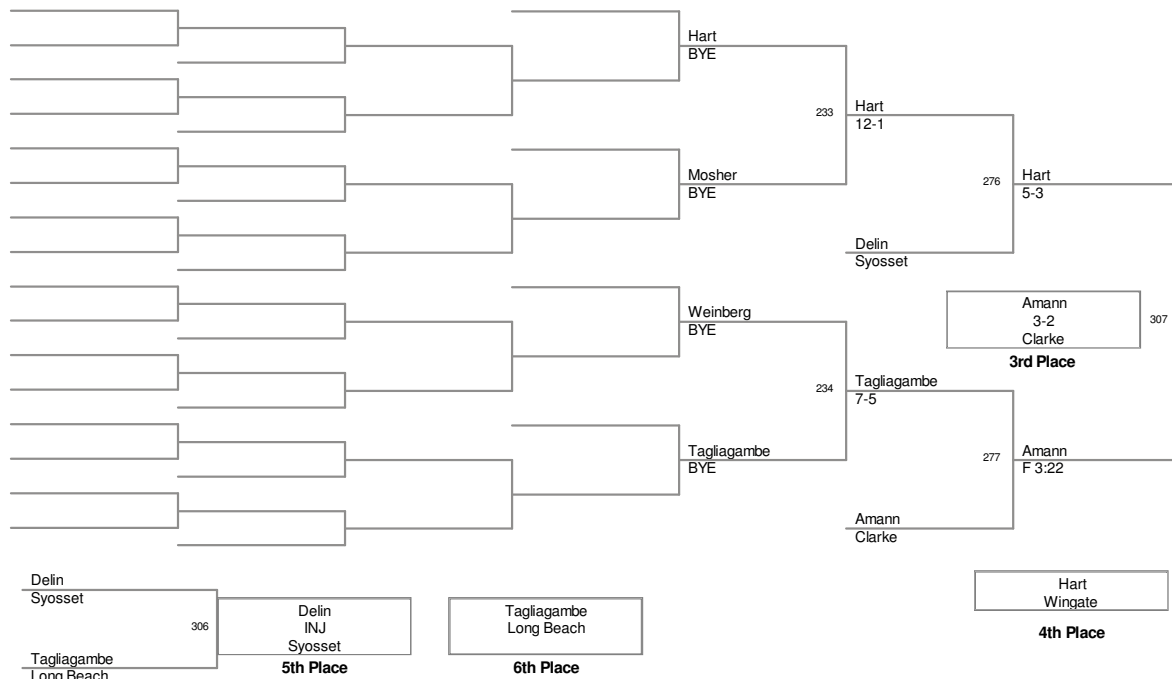 Hart
BYE
233
Hart
12-1
Mosher
BYE
276
Hart
5-3
Delin
Syosset
Weinberg
BYE
Amann
3-2
Clarke
307
3rd Place
234
Tagliagambe
7-5
Tagliagambe
BYE
277
Amann
F 3:22
Amann
Clarke
Delin
Syosset
306
Delin
INJ
Syosset
5th Place
Tagliagambe
Long Beach
Tagliagambe
Long Beach
6th Place
Hart
Wingate
4th Place